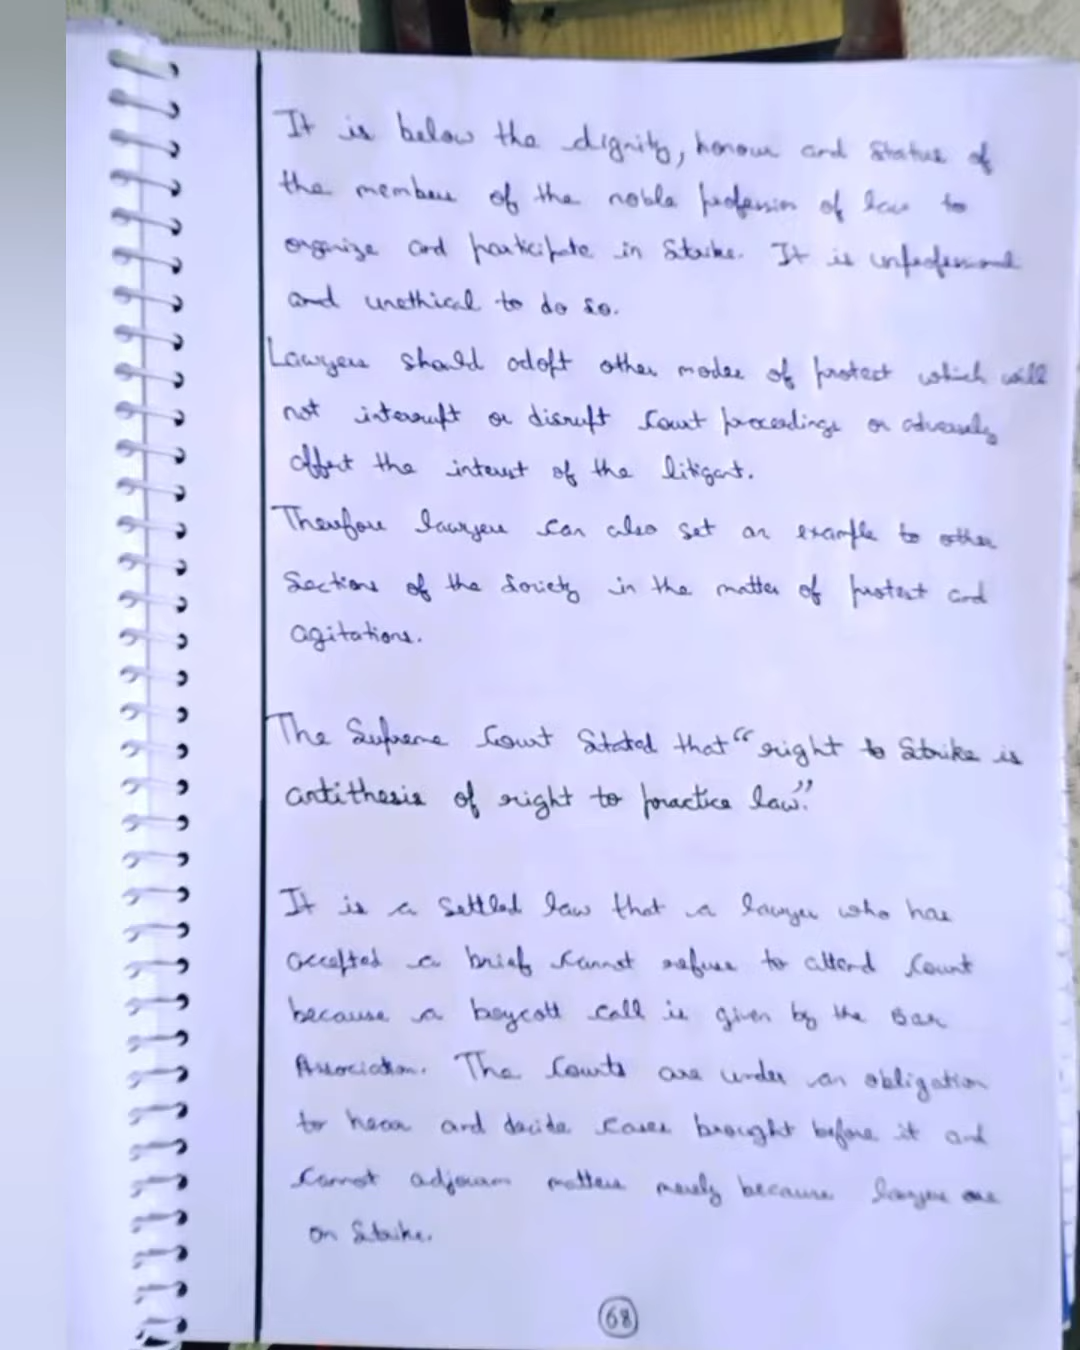 It is below the dignity, honour and status of
the members of the noble profession of law to
organize and participate in Strike. It is unprofessional
and unethical to do so.
Lawyers should adopt other modes of protect which will
not interrupt or disrupt Court proceedings or adversely
affect the interest of the litigant.
Therefore lawyers can also set an example to other
Sections of the Society in the matter of protest and
agitations.
The Supreme Court Stated that "right to Strike is
antithesis of right to practice law".
It is a Settled law that a lawyer who has
accepted a brief cannot refuse to attend Court
because a boycott call is given by the Bar
Association. The Courts are under an obligation
to hear and decide cases brought before it and
cannot adjourn matters merely because lawyers are
on Strike.
68